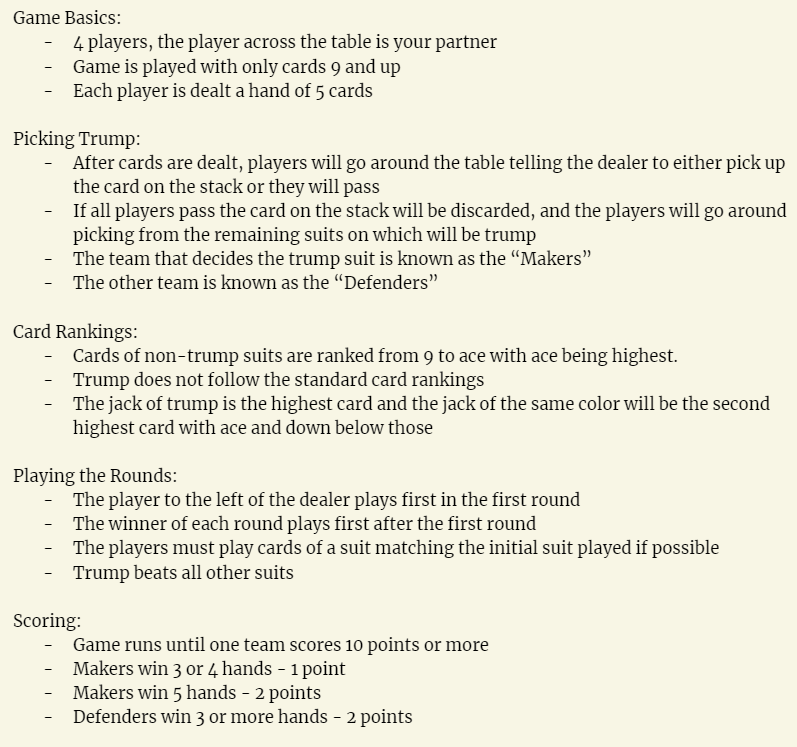 Game Basics:
- 4 players, the player across the table is your partner
- Game is played with only cards 9 and up
- Each player is dealt a hand of 5 cards
Picking Trump:
- After cards are dealt, players will go around the table telling the dealer to either pick up
the card on the stack or they will pass
- If all players pass the card on the stack will be discarded, and the players will go around
picking from the remaining suits on which will be trump
- The team that decides the trump suit is known as the “Makers”
- The other team is known as the “Defenders”
Card Rankings:
- Cards of non-trump suits are ranked from 9 to ace with ace being highest.
- Trump does not follow the standard card rankings
- The jack of trump is the highest card and the jack of the same color will be the second
highest card with ace and down below those
Playing the Rounds:
- The player to the left of the dealer plays first in the first round
- The winner of each round plays first after the first round
- The players must play cards of a suit matching the initial suit played if possible
- Trump beats all other suits
Scoring:
- Game runs until one team scores 10 points or more
- Makers win 3 or 4 hands - 1 point
- Makers win 5 hands - 2 points
- Defenders win 3 or more hands - 2 points